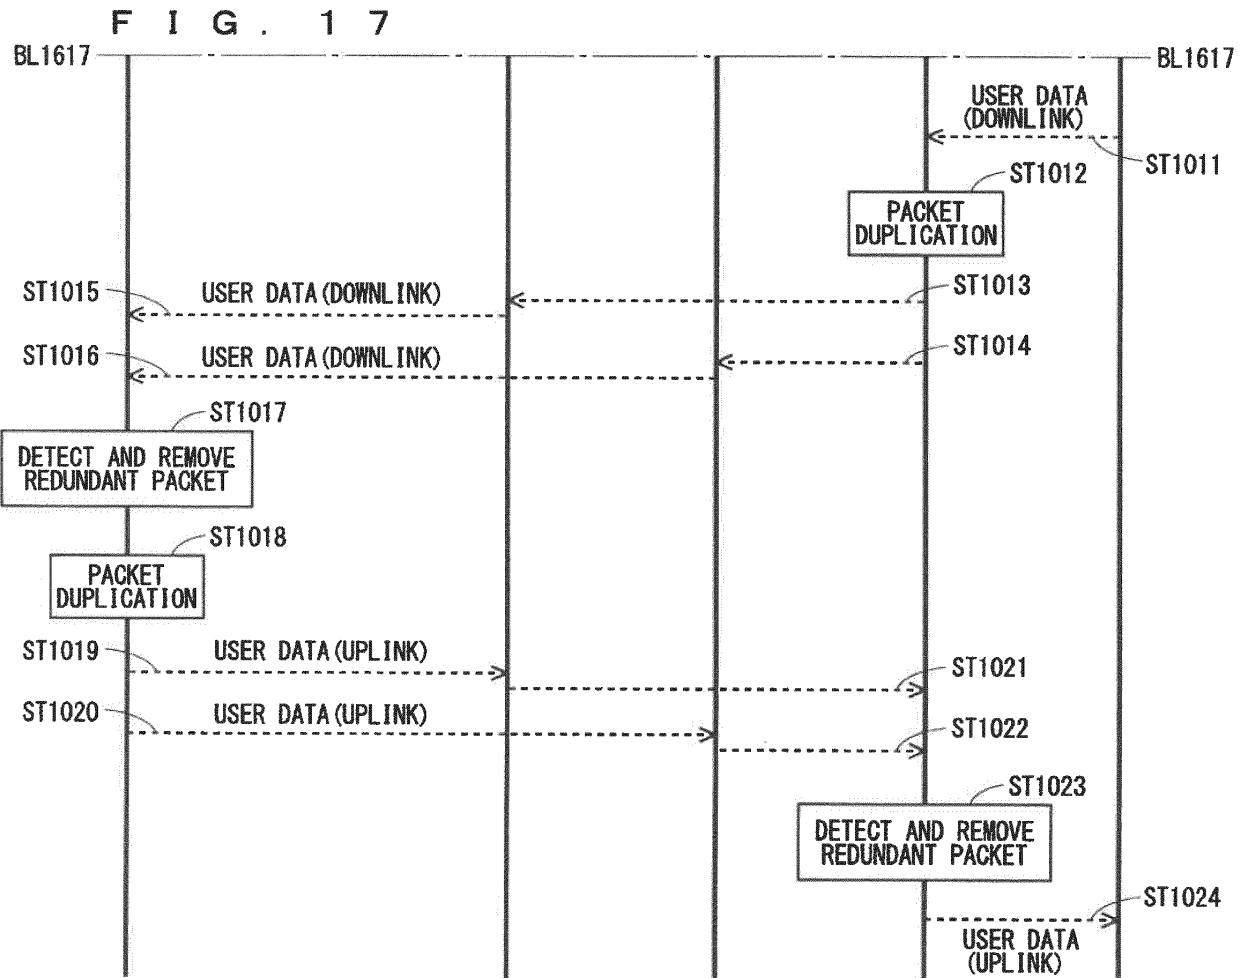 FIG. 17
BL1617
BL1617
USER DATA
(DOWNLINK)
ST1011
ST1012
PACKET
DUPLICATION
ST1013
ST1015
USER DATA(DOWNLINK)
ST1014
ST1016
USER DATA(DOWNLINK)
ST1017
DETECT AND REMOVE
REDUNDANT PACKET
ST1018
PACKET
DUPLICATION
ST1019
USER DATA(UPLINK)
ST1021
ST1020
USER DATA(UPLINK)
ST1022
ST1023
DETECT AND REMOVE
REDUNDANT PACKET
ST1024
USER DATA
(UPLINK)